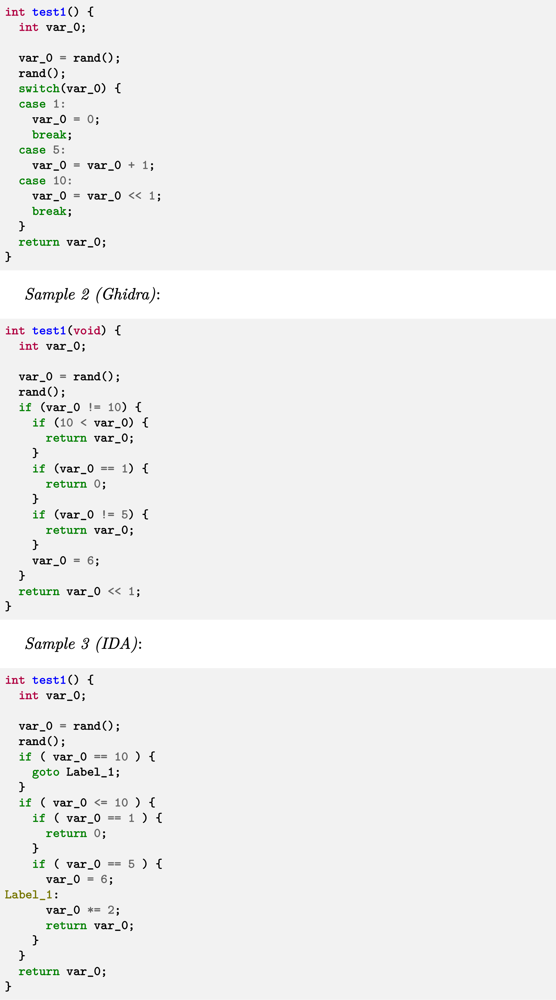 int test1() {
  int var_0;

  var_0 = rand();
  rand();
  switch(var_0) {
  case 1:
    var_0 = 0;
    break;
  case 5:
    var_0 = var_0 + 1;
  case 10:
    var_0 = var_0 << 1;
    break;
  }
  return var_0;
}
Sample 2 (Ghidra):
int test1(void) {
  int var_0;

  var_0 = rand();
  rand();
  if (var_0 != 10) {
    if (10 < var_0) {
      return var_0;
    }
    if (var_0 == 1) {
      return 0;
    }
    if (var_0 != 5) {
      return var_0;
    }
    var_0 = 6;
  }
  return var_0 << 1;
}
Sample 3 (IDA):
int test1() {
  int var_0;

  var_0 = rand();
  rand();
  if ( var_0 == 10 ) {
    goto Label_1;
  }
  if ( var_0 <= 10 ) {
    if ( var_0 == 1 ) {
      return 0;
    }
    if ( var_0 == 5 ) {
      var_0 = 6;
Label_1:
      var_0 *= 2;
      return var_0;
    }
  }
  return var_0;
}